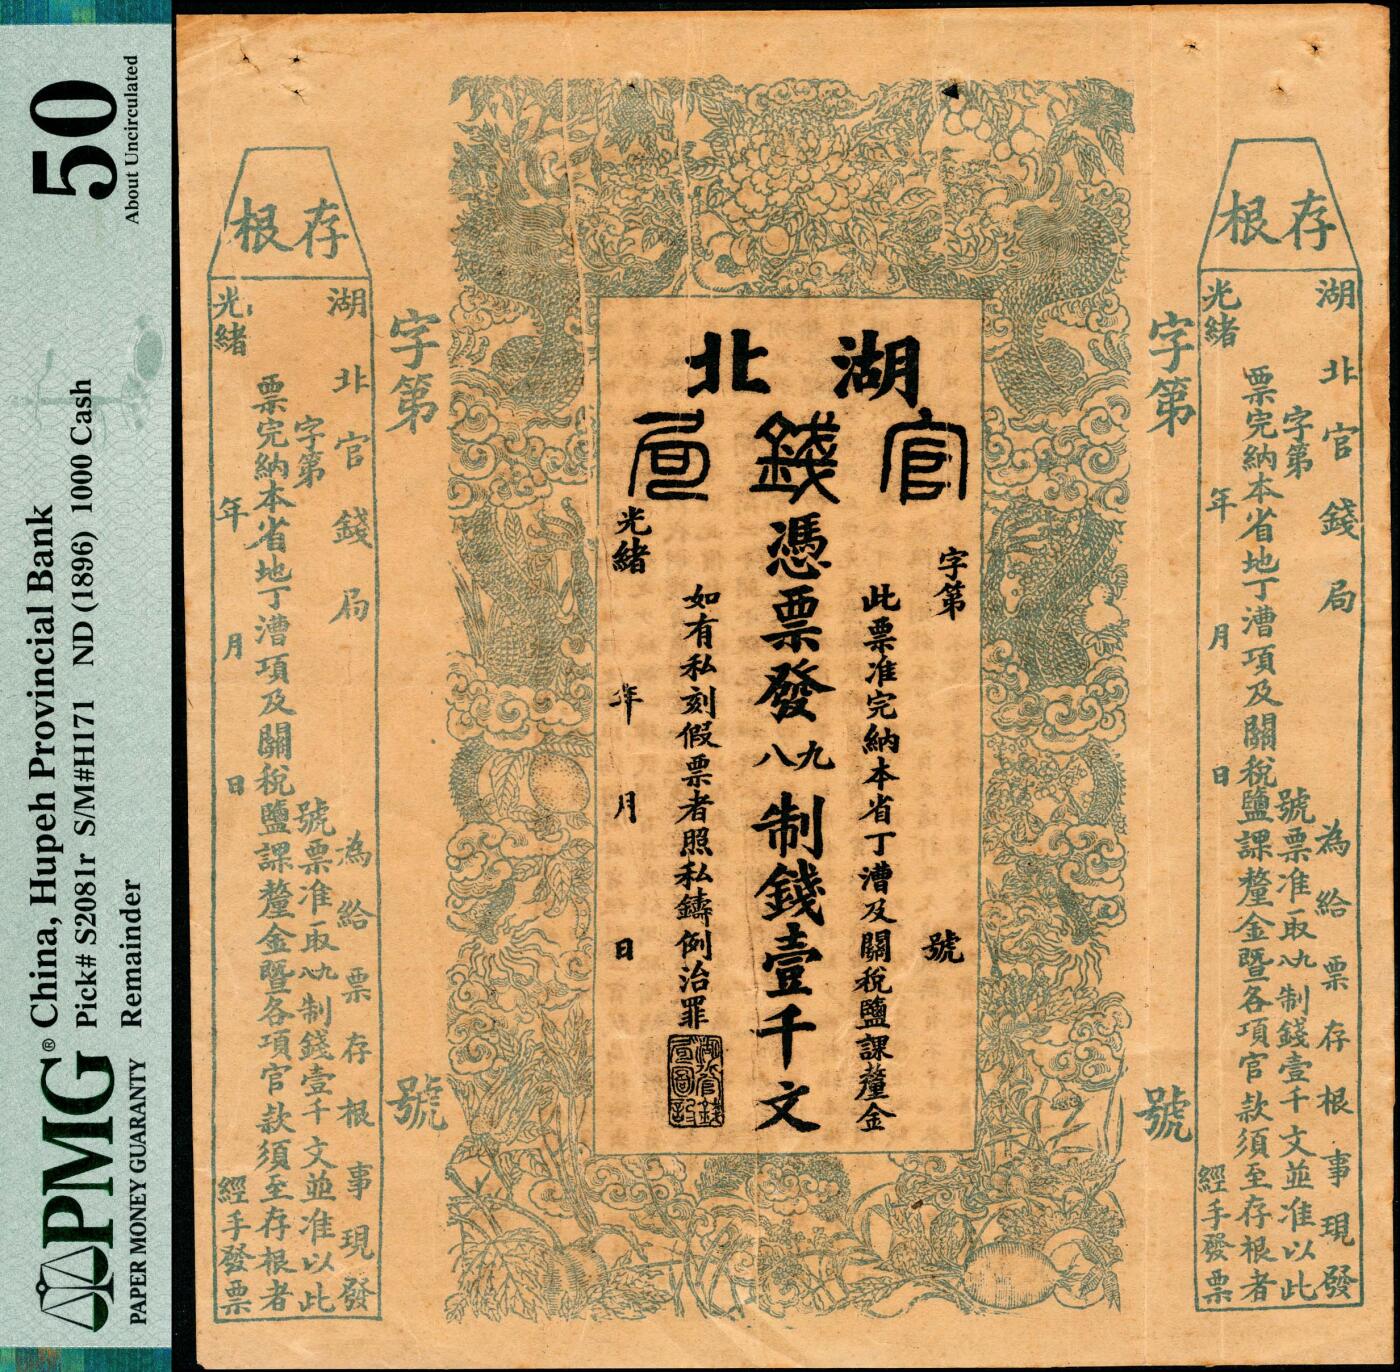 50
About Uncirculated
China, Hupeh Provincial Bank
Pick# S2081r S/M#H171 ND (1896) 1000 Cash
Remainder
PMG®
PAPER MONEY GUARANTY
存根
湖北官錢局 為給票存根事現發
字第 號票准取九八制錢壹千文並准以此
票完納本省地丁漕項及關稅鹽課釐金暨各項官款須至存根者
光緒 年 月 日 經手發票
字第 號
湖北
官錢局
字第 號
此票准完納本省丁漕及關稅鹽課釐金
憑票發九八制錢壹千文
如有私刻假票者照私鑄例治罪
湖北官錢局圖記
光緒 年 月 日
字第 號
存根
湖北官錢局 為給票存根事現發
字第 號票准取九八制錢壹千文並准以此
票完納本省地丁漕項及關稅鹽課釐金暨各項官款須至存根者
光緒 年 月 日 經手發票